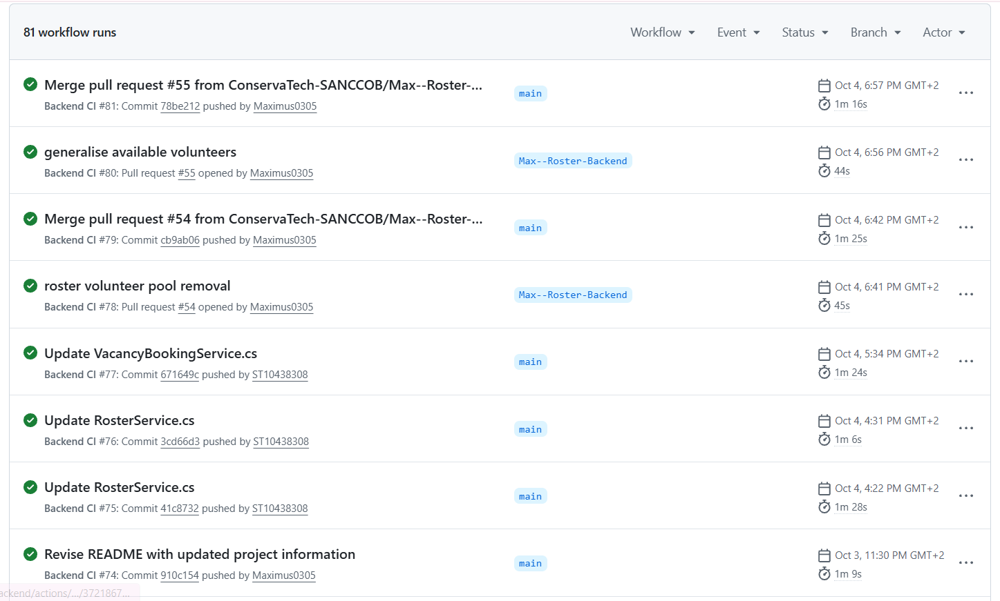 81 workflow runs
Workflow Event Status Branch Actor
Merge pull request #55 from ConservaTech-SANCCOB/Max--Roster-...
main
Oct 4, 6:57 PM GMT+2
Backend CI #81: Commit 78be212 pushed by Maximus0305
1m 16s
generalise available volunteers
Max--Roster-Backend
Oct 4, 6:56 PM GMT+2
Backend CI #80: Pull request #55 opened by Maximus0305
44s
Merge pull request #54 from ConservaTech-SANCCOB/Max--Roster-...
main
Oct 4, 6:42 PM GMT+2
Backend CI #79: Commit cb9ab06 pushed by Maximus0305
1m 25s
roster volunteer pool removal
Max--Roster-Backend
Oct 4, 6:41 PM GMT+2
Backend CI #78: Pull request #54 opened by Maximus0305
45s
Update VacancyBookingService.cs
main
Oct 4, 5:34 PM GMT+2
Backend CI #77: Commit 671649c pushed by ST10438308
1m 24s
Update RosterService.cs
main
Oct 4, 4:31 PM GMT+2
Backend CI #76: Commit 3cd66d3 pushed by ST10438308
1m 6s
Update RosterService.cs
main
Oct 4, 4:22 PM GMT+2
Backend CI #75: Commit 41c8732 pushed by ST10438308
1m 28s
Revise README with updated project information
main
Oct 3, 11:30 PM GMT+2
Backend CI #74: Commit 910c154 pushed by Maximus0305
1m 9s
ackend/actions/.../3721867...